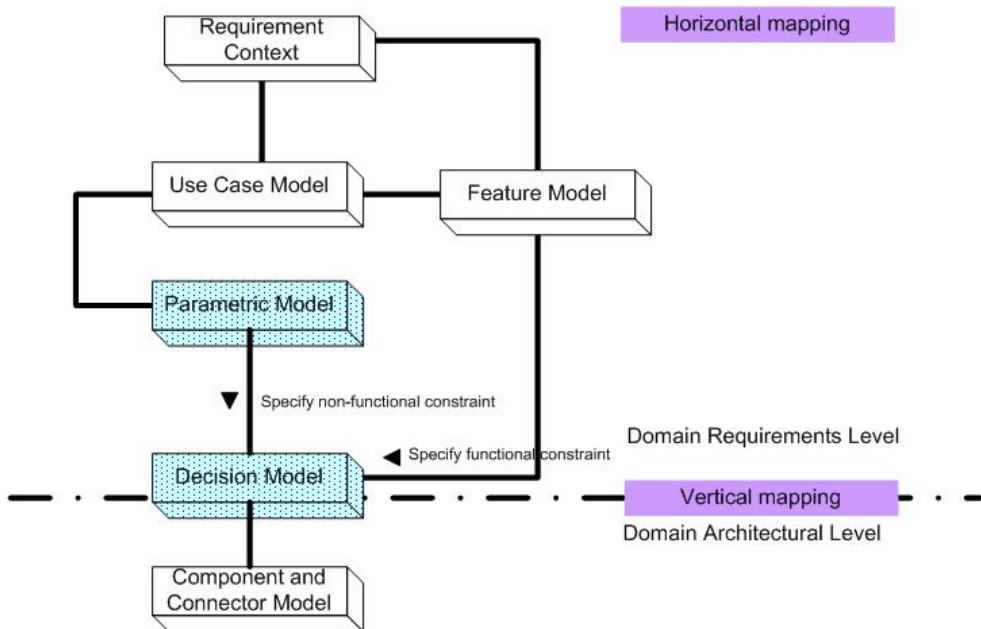 Requirement
Context
Horizontal mapping
Use Case Model
Feature Model
Parametric Model
Specify non-functional constraint
Domain Requirements Level
Specify functional constraint
Decision Model
Vertical mapping
Domain Architectural Level
Component and
Connector Model